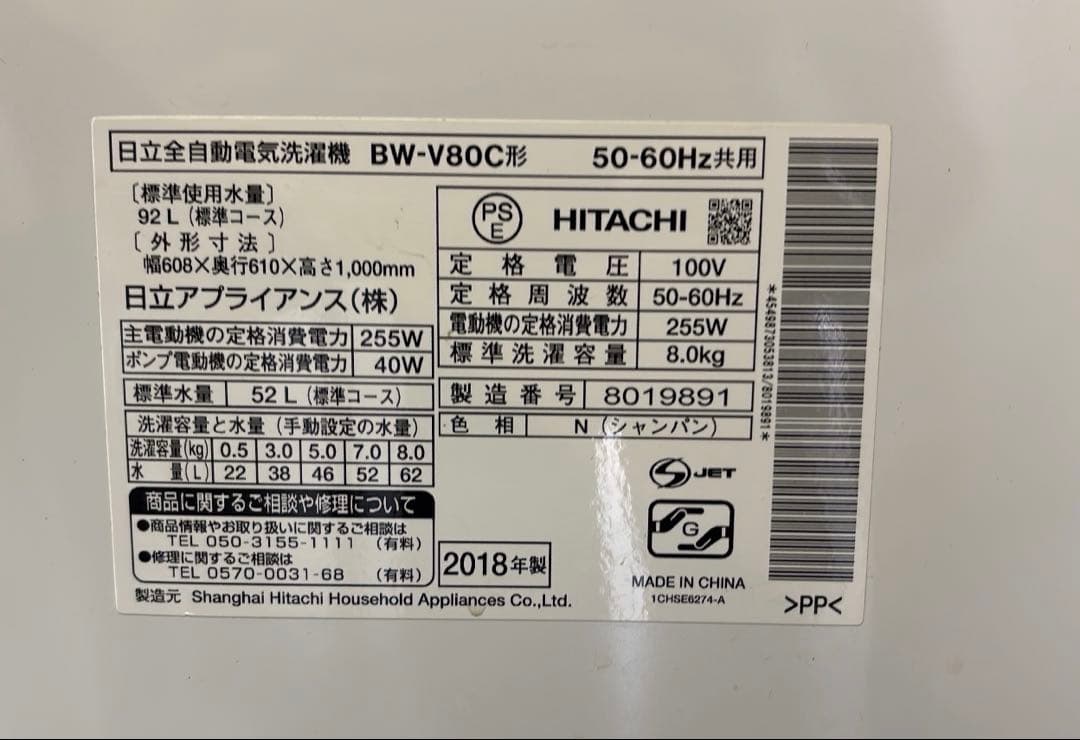 日立全自動電気洗濯機 BW-V80C形 50-60Hz共用
〔標準使用水量〕
92 L (標準コース)
〔外形寸法〕
幅608×奥行610×高さ1,000mm
日立アプライアンス(株)
主電動機の定格消費電力 255W
ポンプ電動機の定格消費電力 40W
標準水量 52 L (標準コース)
洗濯容量と水量 (手動設定の水量)
洗濯容量(kg) 0.5 3.0 5.0 7.0 8.0
水 量(L) 22 38 46 52 62
商品に関するご相談や修理について
●商品情報やお取り扱いに関するご相談は
TEL 050-3155-1111 (有料)
●修理に関するご相談は
TEL 0570-0031-68 (有料)
製造元 Shanghai Hitachi Household Appliances Co.,Ltd.
PSE HITACHI
定格電圧 100V
定格周波数 50-60Hz
電動機の定格消費電力 255W
標準洗濯容量 8.0kg
製造番号 8019891
色相 N (シャンパン)
S JET
G
2018年製
MADE IN CHINA
1CHSE6274-A
>PP<
*4549873053813/8019891*